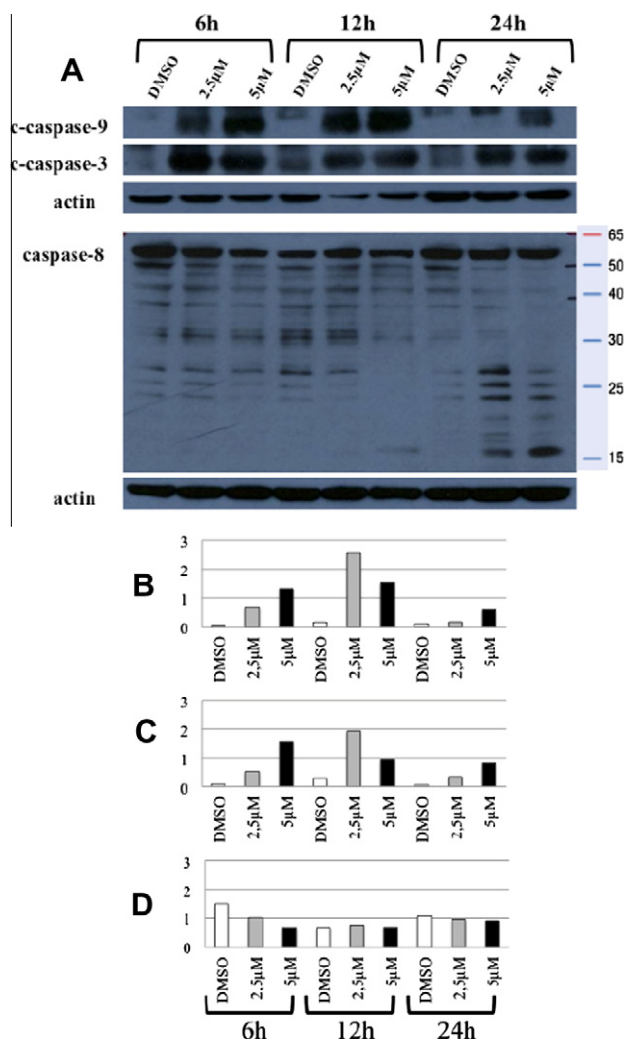 6h 12h 24h
A
DMSO 2.5µM 5µM DMSO 2.5µM 5µM DMSO 2.5µM 5µM
c-caspase-9
c-caspase-3
actin
caspase-8
65
50
40
30
25
15
actin
B
3
2
1
0
DMSO 2,5µM 5µM DMSO 2,5µM 5µM DMSO 2,5µM 5µM
C
3
2
1
0
DMSO 2,5µM 5µM DMSO 2,5µM 5µM DMSO 2,5µM 5µM
D
3
2
1
0
DMSO 2,5µM 5µM DMSO 2,5µM 5µM DMSO 2,5µM 5µM
6h 12h 24h